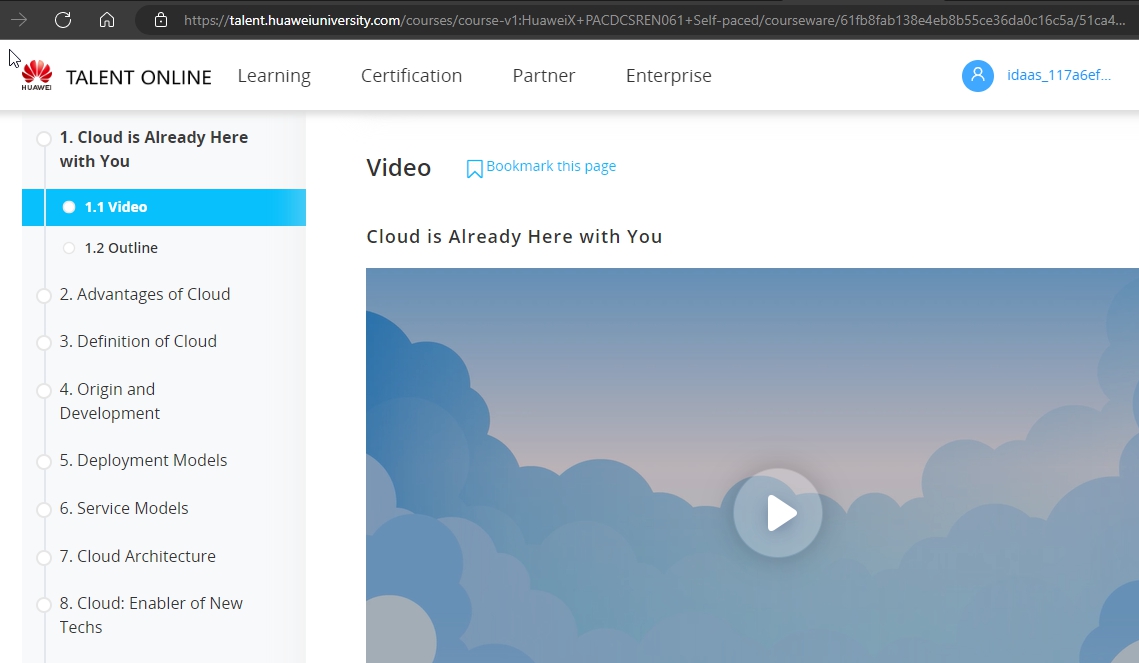 https://talent.huaweiuniversity.com/courses/course-v1:HuaweiX+PACDCSREN061+Self-paced/courseware/61fb8fab138e4eb8b55ce36da0c16c5a/51ca4...
HUAWEI
TALENT ONLINE
Learning
Certification
Partner
Enterprise
idaas_117a6ef...
1. Cloud is Already Here
with You
1.1 Video
1.2 Outline
2. Advantages of Cloud
3. Definition of Cloud
4. Origin and
Development
5. Deployment Models
6. Service Models
7. Cloud Architecture
8. Cloud: Enabler of New
Techs
Video
Bookmark this page
Cloud is Already Here with You